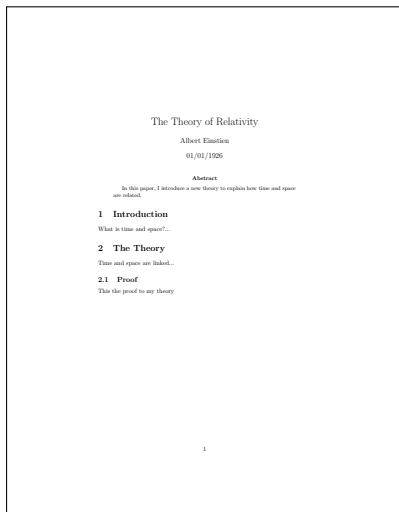 The Theory of Relativity
Albert Einstien
01/01/1926
Abstract
In this paper, I introduce a new theory to explain how time and space
are related.
1 Introduction
What is time and space?...
2 The Theory
Time and space are linked...
2.1 Proof
This the proof to my theory
1